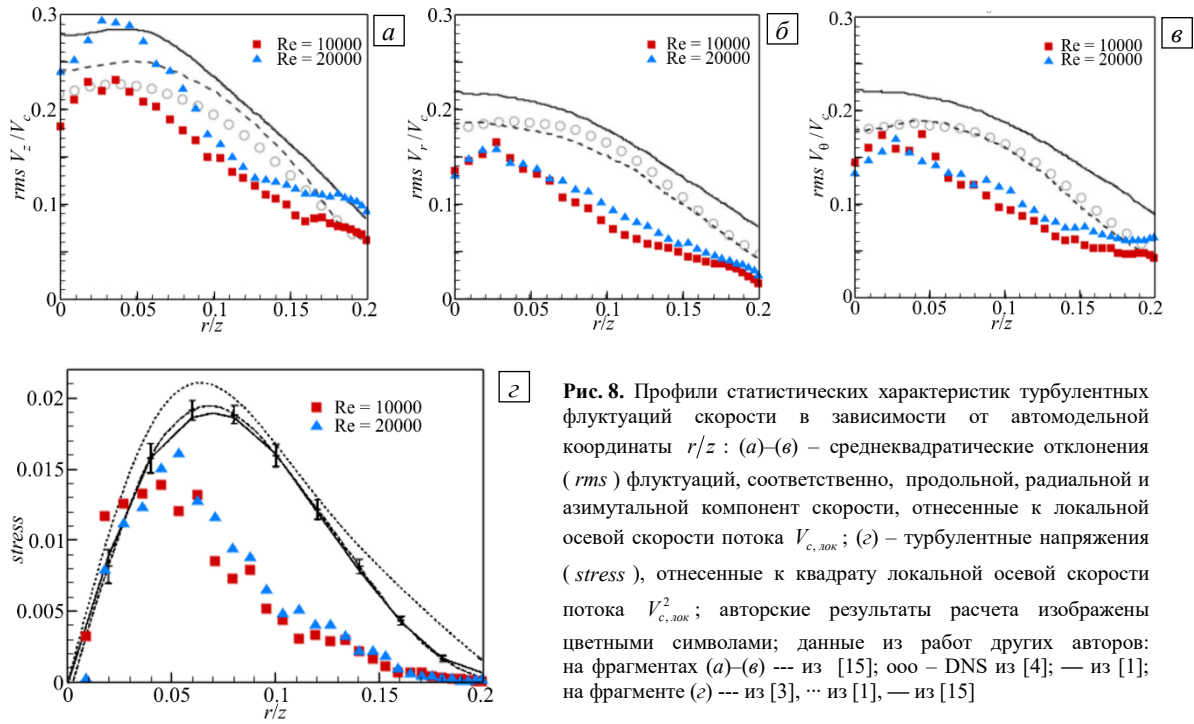 а
0.3
0.2
0.1
0
0
0.05
0.1
0.15
0.2
r/z
rms V_z / V_c
Re = 10000
Re = 20000
б
0.3
0.2
0.1
0
0
0.05
0.1
0.15
0.2
r/z
rms V_r / V_c
Re = 10000
Re = 20000
в
0.3
0.2
0.1
0
0
0.05
0.1
0.15
0.2
r/z
rms V_θ / V_c
Re = 10000
Re = 20000
г
0.02
0.015
0.01
0.005
0
0
0.05
0.1
0.15
0.2
r/z
stress
Re = 10000
Re = 20000
Рис. 8. Профили статистических характеристик турбулентных
флуктуаций скорости в зависимости от автомодельной
координаты r/z : (а)–(в) – среднеквадратические отклонения
( rms ) флуктуаций, соответственно, продольной, радиальной и
азимутальной компонент скорости, отнесенные к локальной
осевой скорости потока V_c, лок ; (г) – турбулентные напряжения
( stress ), отнесенные к квадрату локальной осевой скорости
потока V²_c, лок ; авторские результаты расчета изображены
цветными символами; данные из работ других авторов:
на фрагментах (а)–(в) --- из [15]; ооо – DNS из [4]; — из [1];
на фрагменте (г) --- из [3], ··· из [1], — из [15]